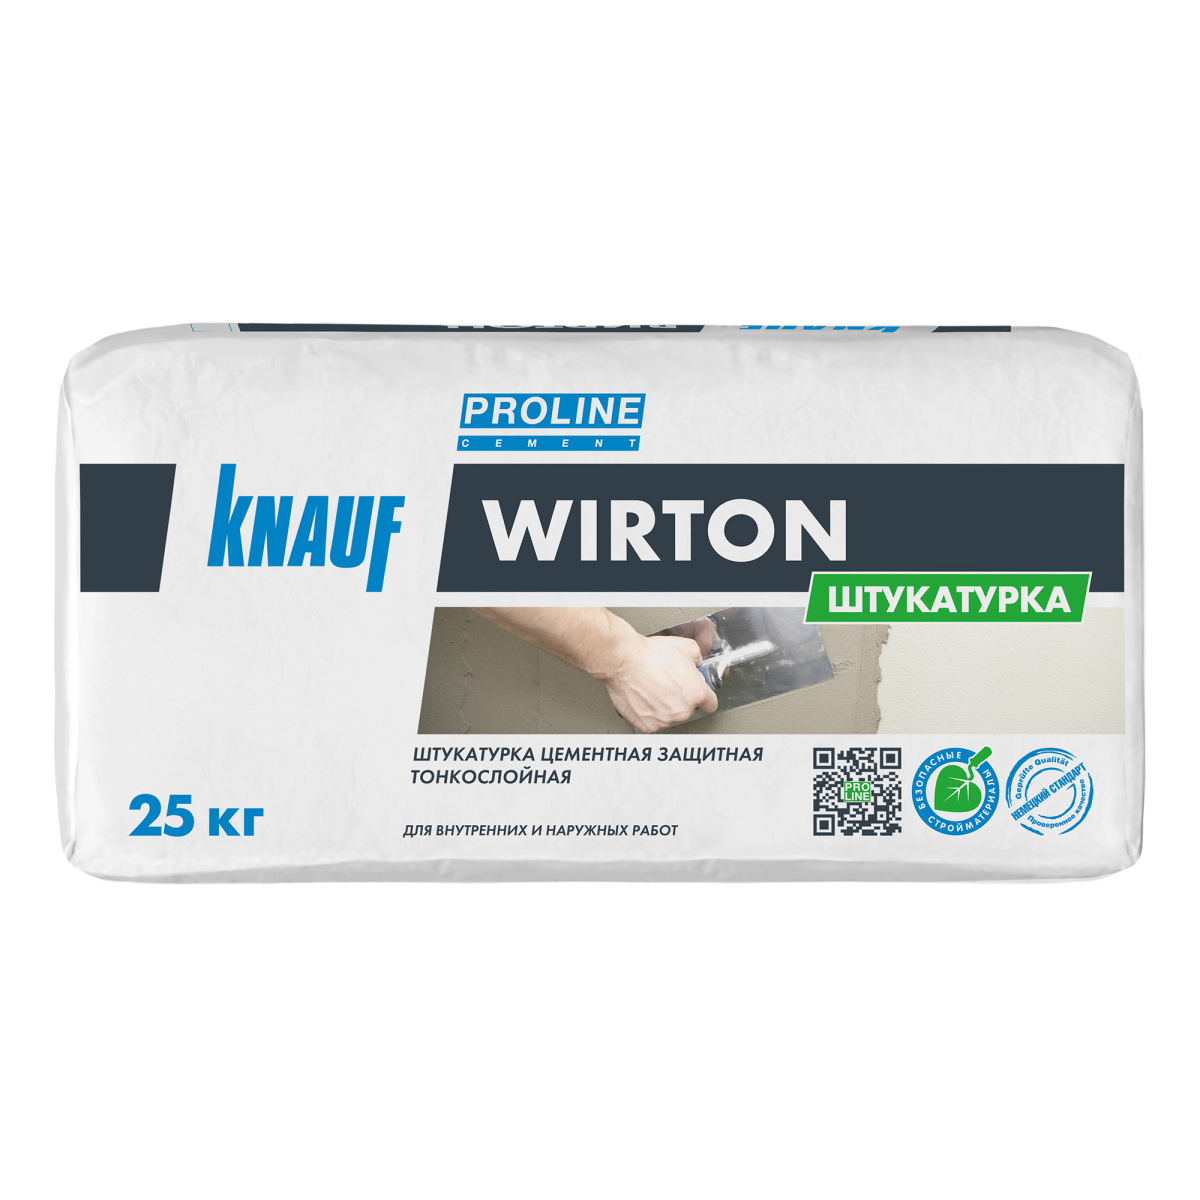 KNAUF
PROLINE
CEMENT
KNAUF
WIRTON
ШТУКАТУРКА
ШТУКАТУРКА ЦЕМЕНТНАЯ ЗАЩИТНАЯ
ТОНКОСЛОЙНАЯ
25 кг
ДЛЯ ВНУТРЕННИХ И НАРУЖНЫХ РАБОТ
PRO
LINE
БЕЗОПАСНЫЕ
СТРОЙМАТЕРИАЛЫ
Geprüfte Qualität
НЕМЕЦКИЙ СТАНДАРТ
Проверенное качество